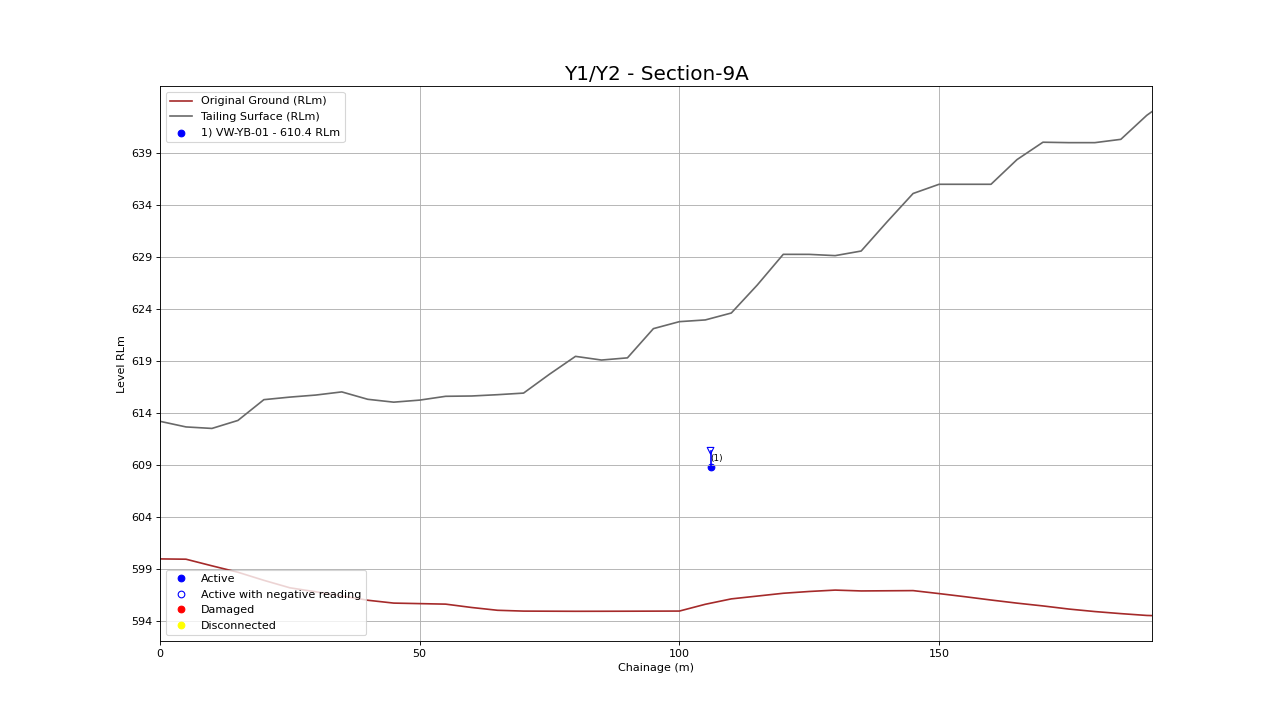 Y1/Y2 - Section-9A
Original Ground (RLm)
Tailing Surface (RLm)
1) VW-YB-01 - 610.4 RLm
639
634
629
624
619
614
609
604
599
594
Level RLm
(1)
Active
Active with negative reading
Damaged
Disconnected
0
50
100
150
Chainage (m)